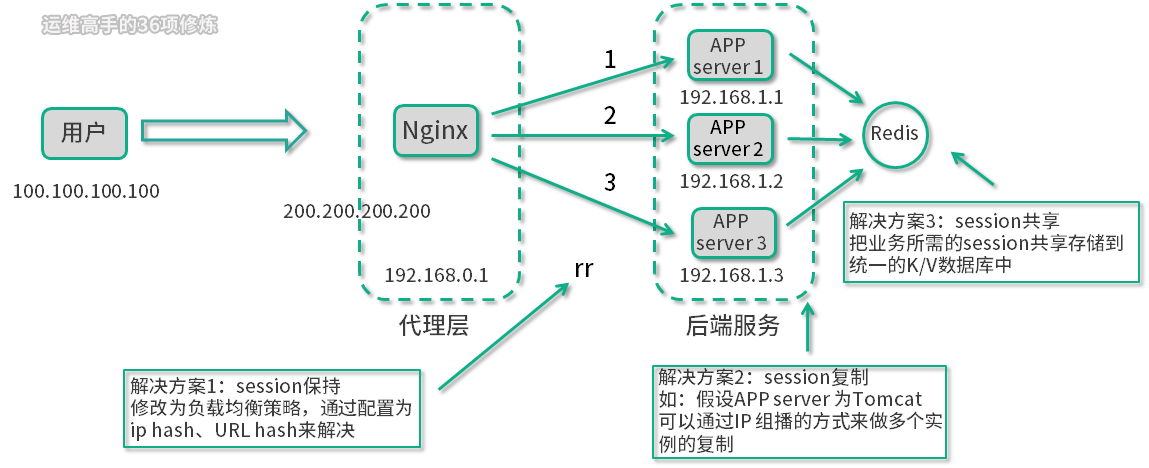 运维高手的36项修炼
用户
100.100.100.100
200.200.200.200
Nginx
192.168.0.1
代理层
1
2
3
rr
APP
server 1
192.168.1.1
APP
server 2
192.168.1.2
APP
server 3
192.168.1.3
后端服务
Redis
解决方案3：session共享
把业务所需的session共享存储到
统一的K/V数据库中
解决方案1：session保持
修改为负载均衡策略，通过配置为
ip hash、URL hash来解决
解决方案2：session复制
如：假设APP server 为Tomcat
可以通过IP 组播的方式来做多个实
例的复制